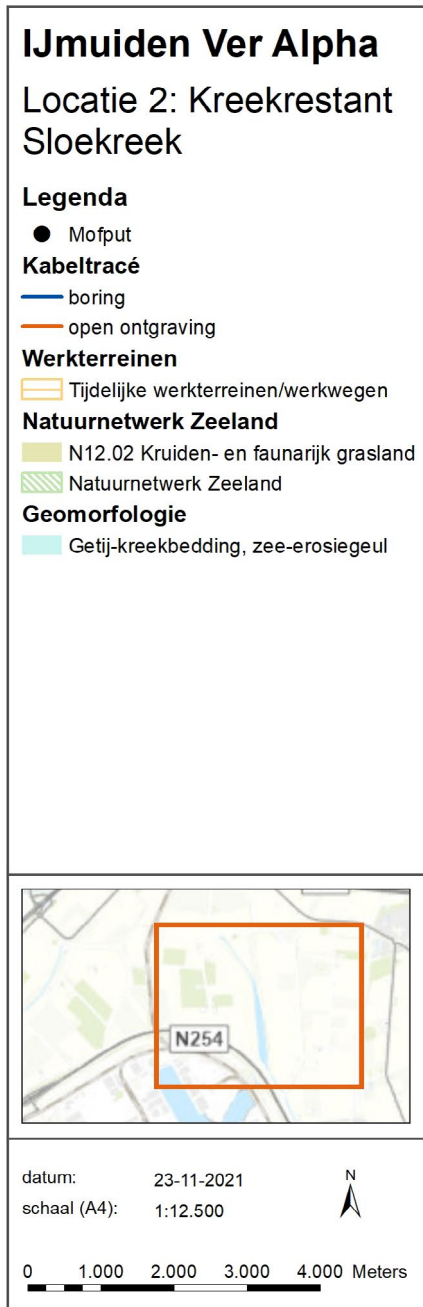 IJmuiden Ver Alpha
Locatie 2: Kreekrestant
Sloekreek
Legenda
Mofput
Kabeltracé
boring
open ontgraving
Werkterreinen
Tijdelijke werkterreinen/werkwegen
Natuurnetwerk Zeeland
N12.02 Kruiden- en faunarijk grasland
Natuurnetwerk Zeeland
Geomorfologie
Getij-kreekbedding, zee-erosiegeul
N254
datum: 23-11-2021
N
schaal (A4): 1:12.500
0 1.000 2.000 3.000 4.000 Meters